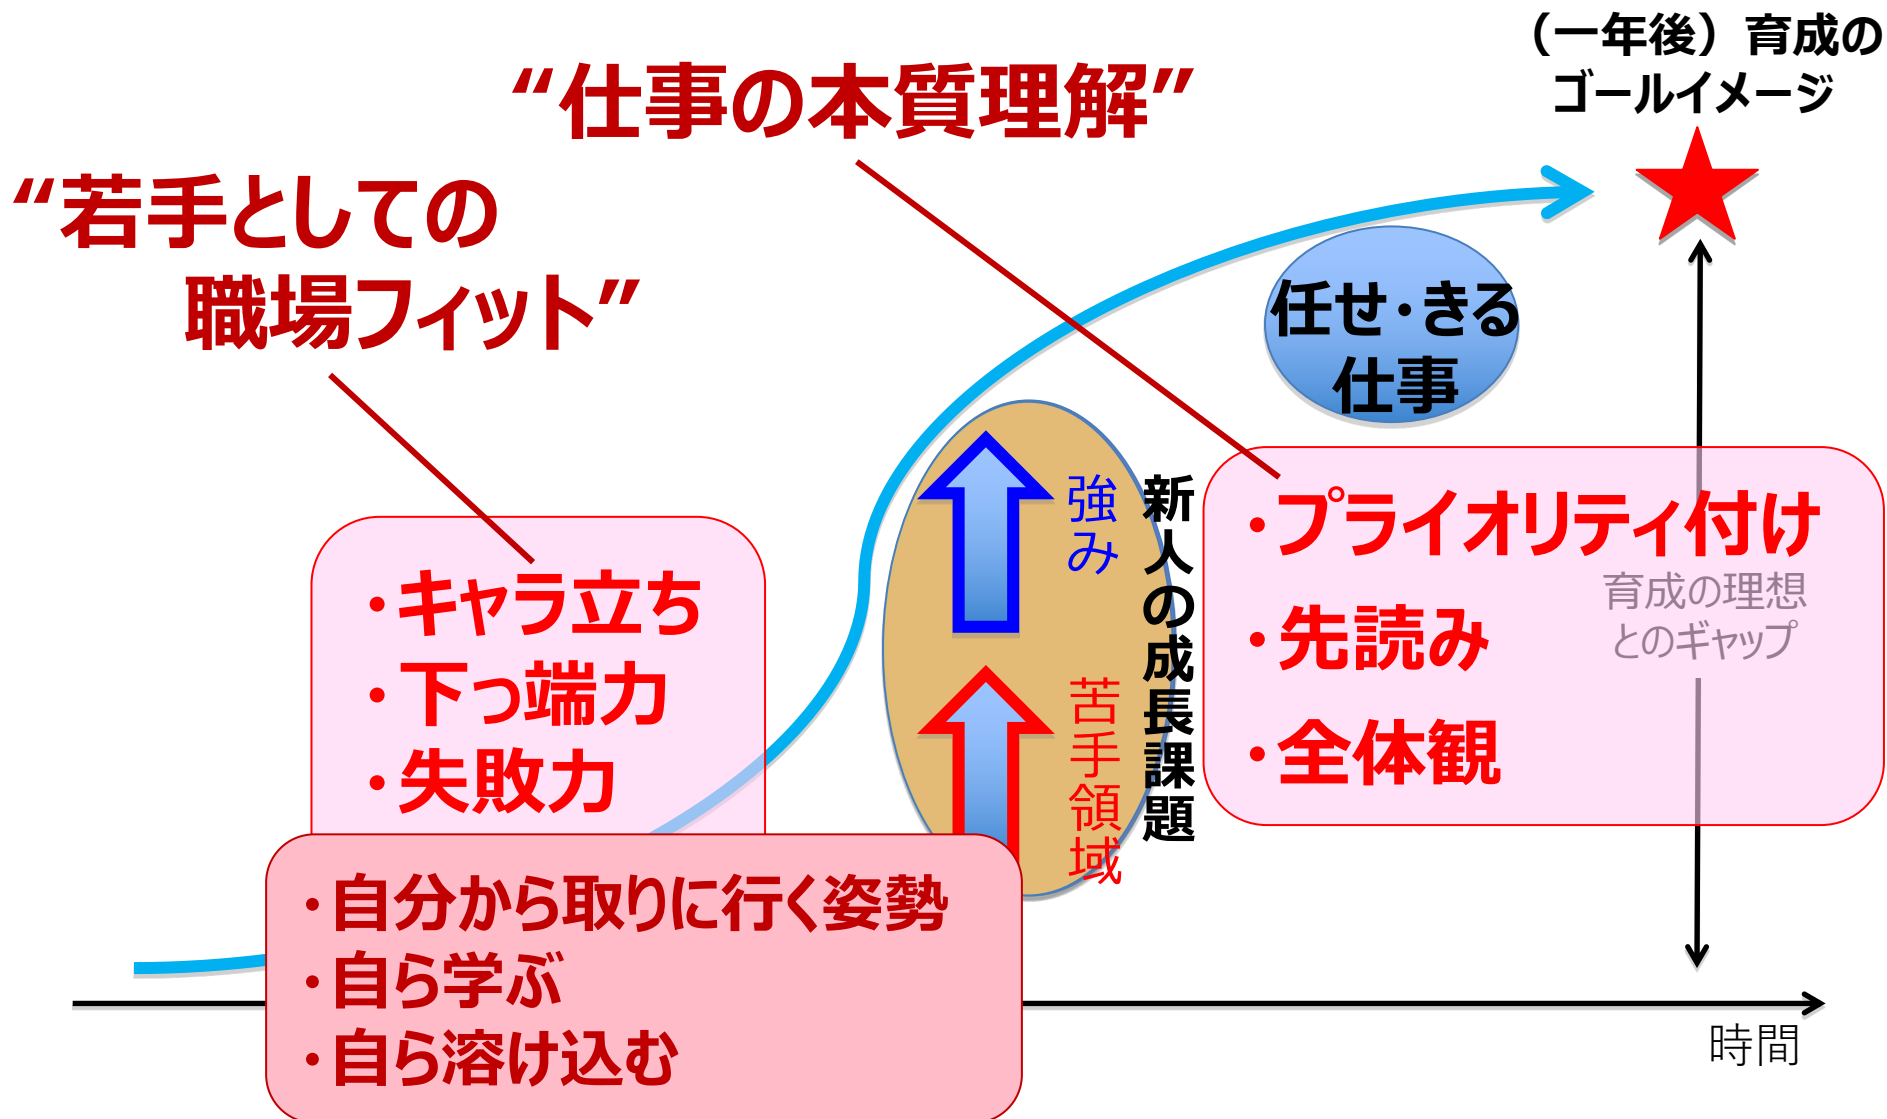 （一年後）育成の
ゴールイメージ
“仕事の本質理解”
“若手としての
職場フィット”
任せ・きる
仕事
強み
苦手領域
新人の成長課題
・プライオリティ付け
・先読み
・全体観
育成の理想
とのギャップ
・キャラ立ち
・下っ端力
・失敗力
・自分から取りに行く姿勢
・自ら学ぶ
・自ら溶け込む
時間